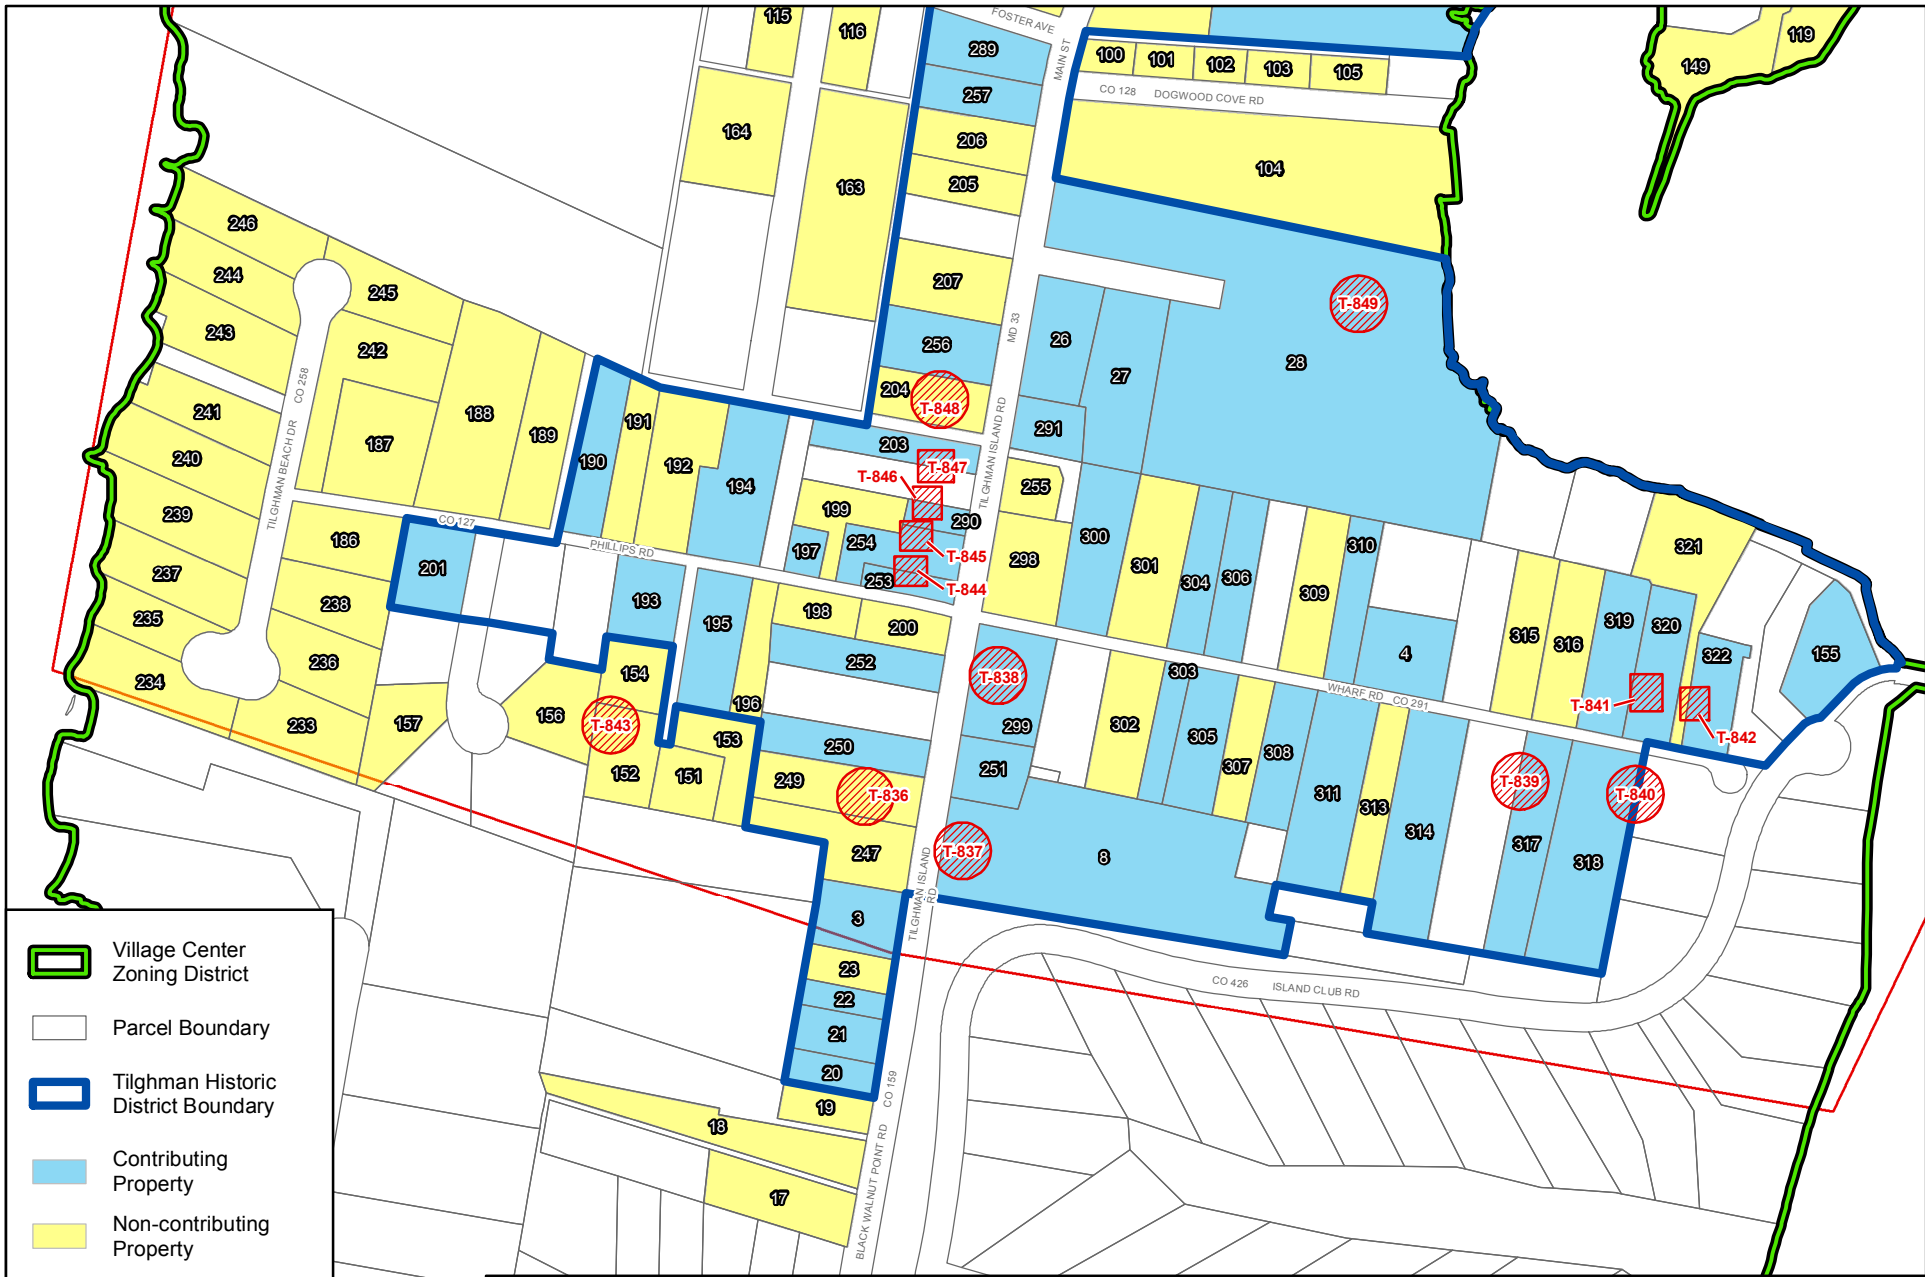 115
116
FOSTER AVE
MAIN ST
289
257
206
205
207
256
204
T-848
164
163
100
101
102
103
105
CO 128 DOGWOOD COVE RD
104
149
119
246
244
243
245
242
241
240
239
237
235
234
CO 258
TILGHMAN BEACH DR
187
188
189
190
191
192
194
186
238
236
233
157
CO 127
PHILLIPS RD
201
193
195
196
154
156
T-843
152
153
151
203
T-847
T-846
199
290
197
254
T-845
253
T-844
198
200
252
250
249
T-836
247
MD 33
TILGHMAN ISLAND RD
26
27
28
T-849
291
255
298
300
301
304
306
309
310
4
315
316
319
320
321
322
155
T-841
T-842
WHARF RD CO 291
T-838
299
251
T-837
8
302
303
305
307
308
311
313
314
T-839
317
T-840
318
TILGHMAN ISLAND
RD
3
23
22
21
20
19
18
17
CO 159
BLACK WALNUT POINT RD
CO 426 ISLAND CLUB RD
Village Center
Zoning District
Parcel Boundary
Tilghman Historic
District Boundary
Contributing
Property
Non-contributing
Property